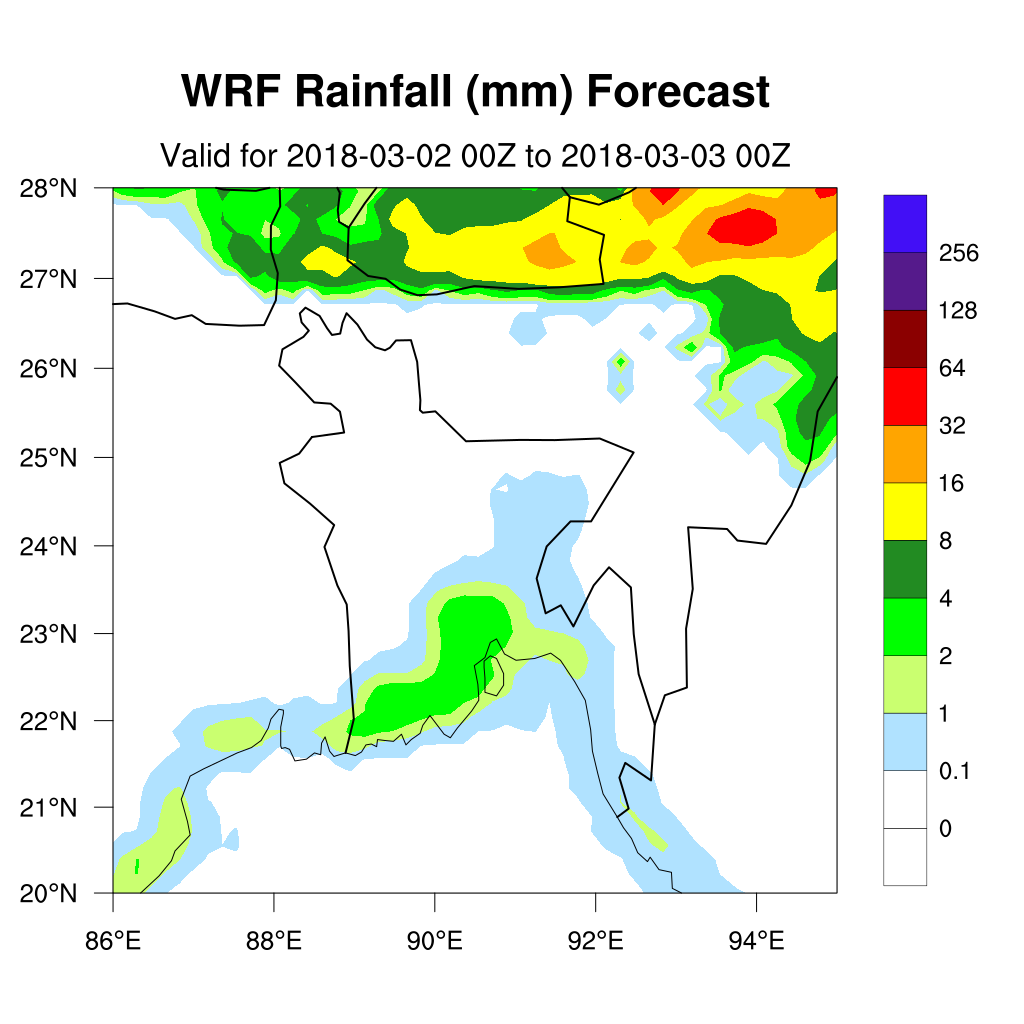 WRF Rainfall (mm) Forecast
Valid for 2018-03-02 00Z to 2018-03-03 00Z
28°N
27°N
26°N
25°N
24°N
23°N
22°N
21°N
20°N
86°E 88°E 90°E 92°E 94°E
256
128
64
32
16
8
4
2
1
0.1
0